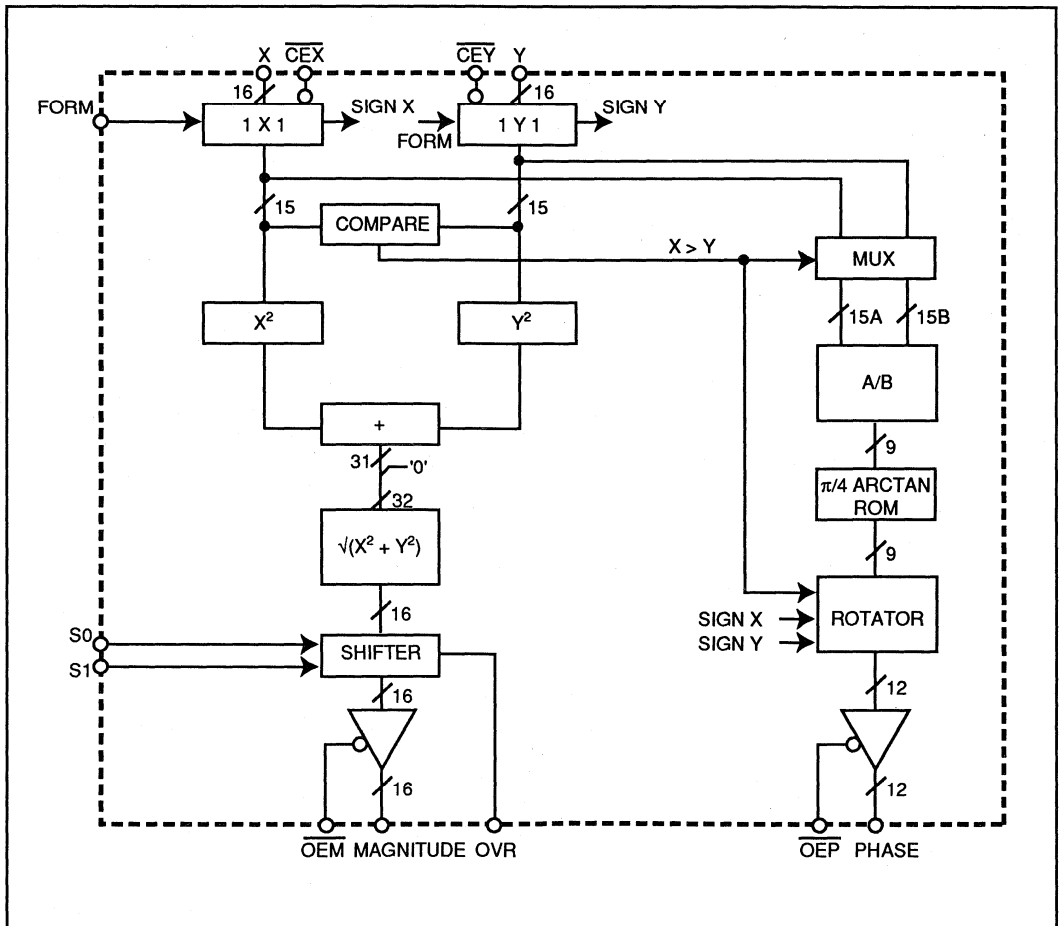 X CEX CEY Y
16 16
FORM 1 X 1 SIGN X FORM 1 Y 1 SIGN Y
15 15
COMPARE
X > Y MUX
15A 15B
X² Y²
A/B
+
31 '0' 9
32
π/4 ARCTAN
ROM
√(X² + Y²)
9
16
S0 SHIFTER
S1
SIGN X ROTATOR
SIGN Y
16 12
16 12
OEM MAGNITUDE OVR OEP PHASE